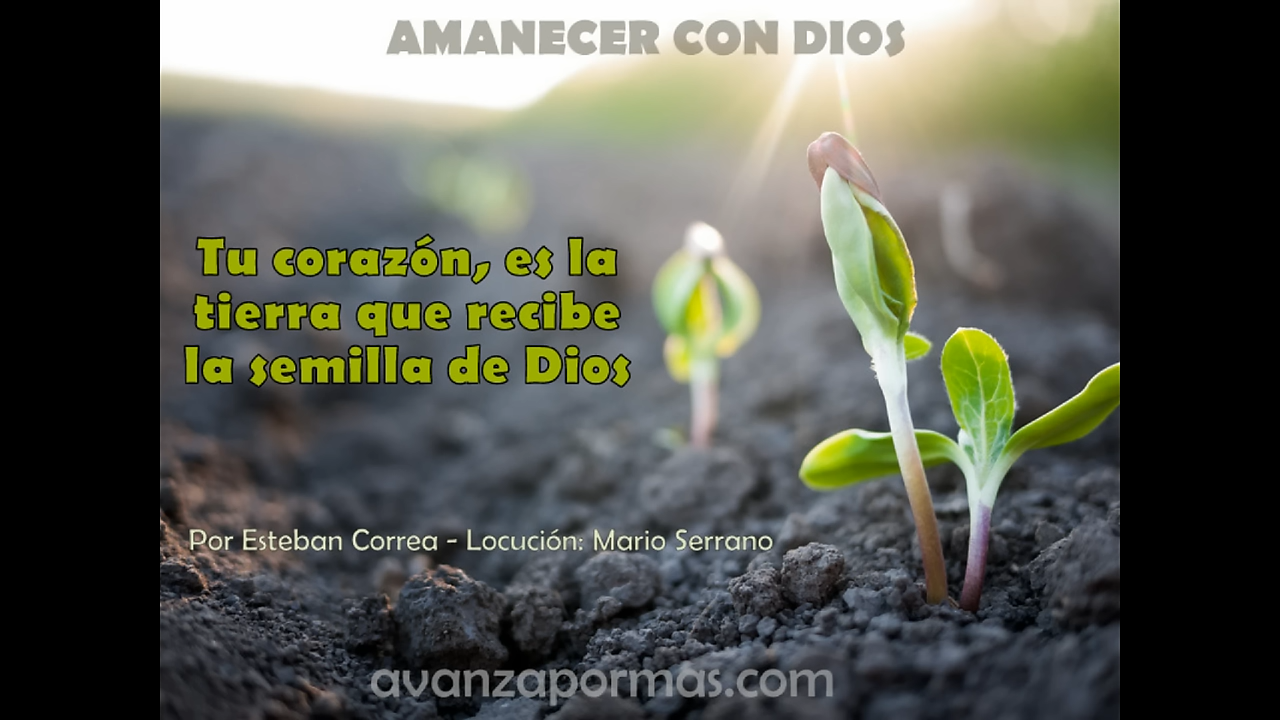 AMANECER CON DIOS
Tu corazón, es la
tierra que recibe
la semilla de Dios
Por Esteban Correa - Locución: Mario Serrano
avanzapormas.com